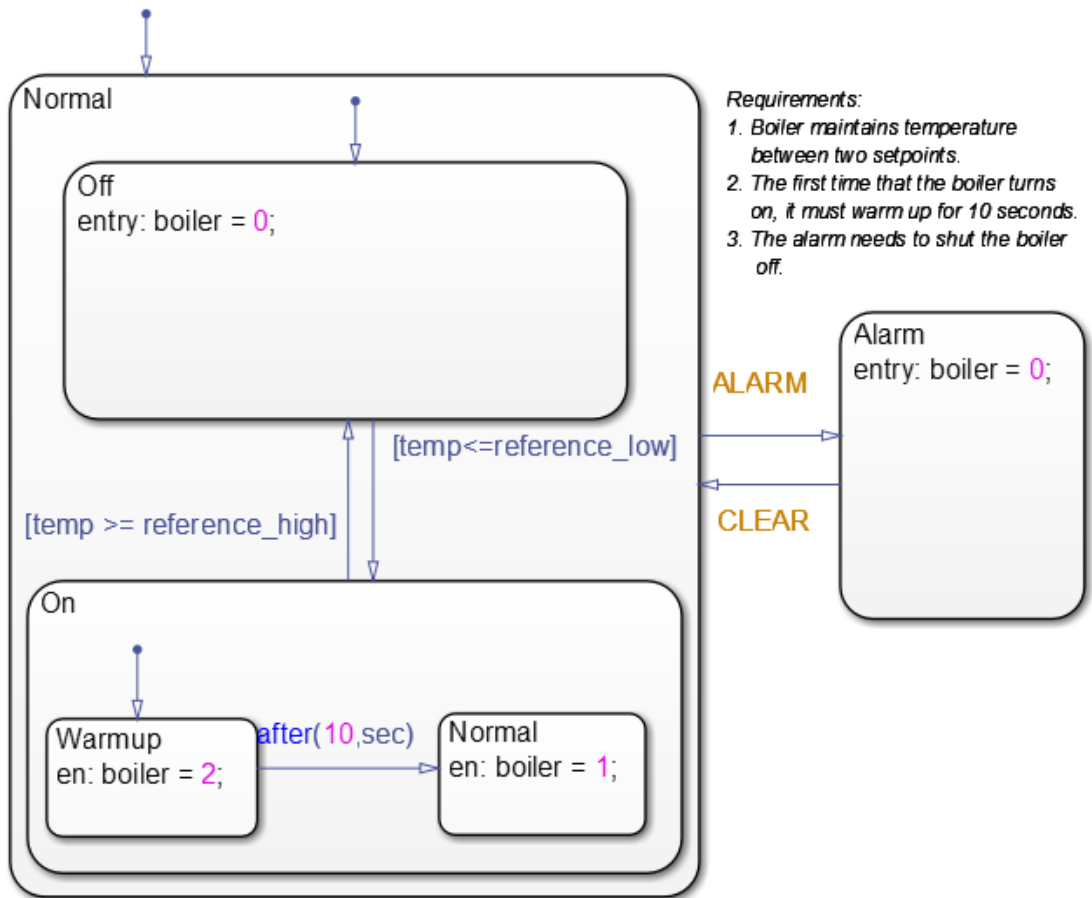 Normal
Requirements:
1. Boiler maintains temperature
between two setpoints.
2. The first time that the boiler turns
on, it must warm up for 10 seconds.
3. The alarm needs to shut the boiler
off.
Off
entry: boiler = 0;
Alarm
entry: boiler = 0;
ALARM
CLEAR
[temp<=reference_low]
[temp >= reference_high]
On
Warmup
en: boiler = 2;
after(10,sec)
Normal
en: boiler = 1;